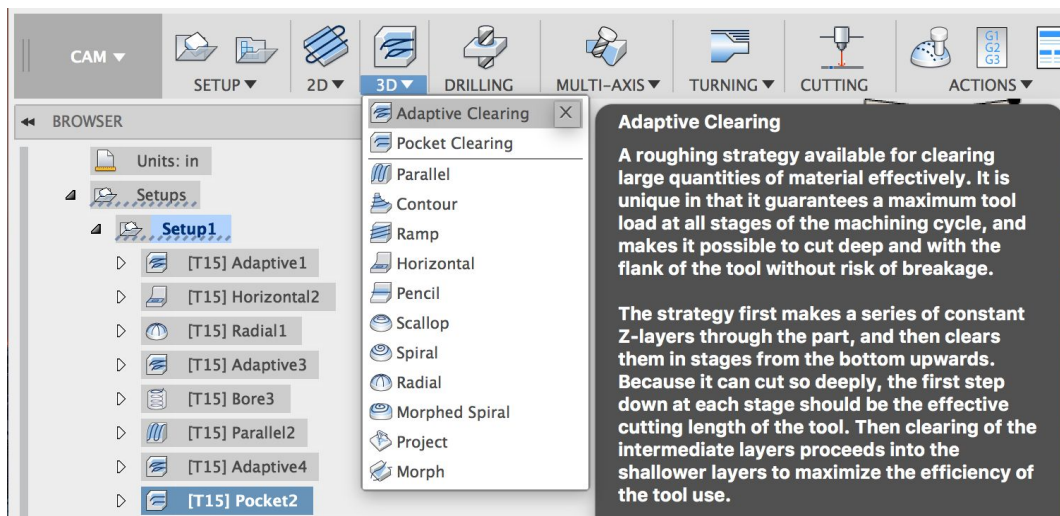 CAM
SETUP
2D
3D
DRILLING
MULTI-AXIS
TURNING
CUTTING
G1
G2
G3
ACTIONS
BROWSER
Units: in
Setups
Setup1
[T15] Adaptive1
[T15] Horizontal2
[T15] Radial1
[T15] Adaptive3
[T15] Bore3
[T15] Parallel2
[T15] Adaptive4
[T15] Pocket2
Adaptive Clearing
Pocket Clearing
Parallel
Contour
Ramp
Horizontal
Pencil
Scallop
Spiral
Radial
Morphed Spiral
Project
Morph
Adaptive Clearing
A roughing strategy available for clearing
large quantities of material effectively. It is
unique in that it guarantees a maximum tool
load at all stages of the machining cycle, and
makes it possible to cut deep and with the
flank of the tool without risk of breakage.
The strategy first makes a series of constant
Z-layers through the part, and then clears
them in stages from the bottom upwards.
Because it can cut so deeply, the first step
down at each stage should be the effective
cutting length of the tool. Then clearing of the
intermediate layers proceeds into the
shallower layers to maximize the efficiency of
the tool use.